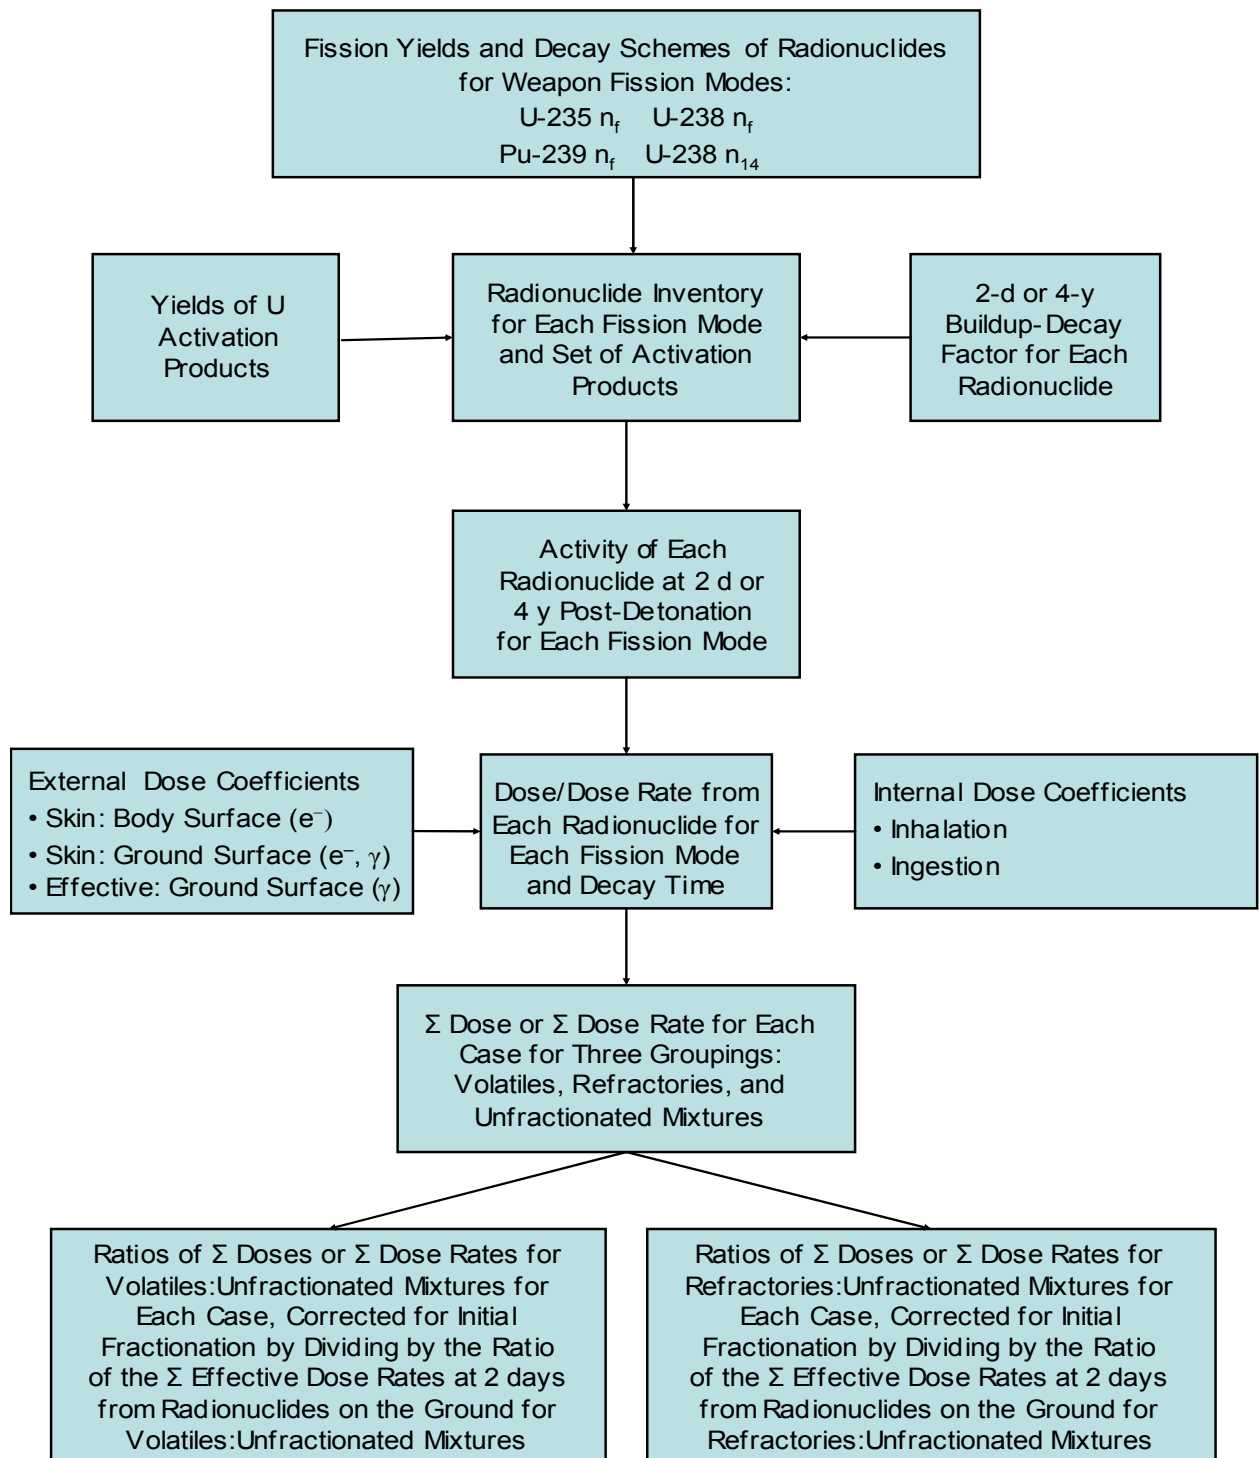 Fission Yields and Decay Schemes of Radionuclides
for Weapon Fission Modes:
U-235 n_f    U-238 n_f
Pu-239 n_f    U-238 n_14
Yields of U
Activation
Products
Radionuclide Inventory
for Each Fission Mode
and Set of Activation
Products
2-d or 4-y
Buildup-Decay
Factor for Each
Radionuclide
Activity of Each
Radionuclide at 2 d or
4 y Post-Detonation
for Each Fission Mode
External Dose Coefficients
• Skin: Body Surface (e⁻)
• Skin: Ground Surface (e⁻, γ)
• Effective: Ground Surface (γ)
Dose/Dose Rate from
Each Radionuclide for
Each Fission Mode
and Decay Time
Internal Dose Coefficients
• Inhalation
• Ingestion
Σ Dose or Σ Dose Rate for Each
Case for Three Groupings:
Volatiles, Refractories, and
Unfractionated Mixtures
Ratios of Σ Doses or Σ Dose Rates for
Volatiles:Unfractionated Mixtures for
Each Case, Corrected for Initial
Fractionation by Dividing by the Ratio
of the Σ Effective Dose Rates at 2 days
from Radionuclides on the Ground for
Volatiles:Unfractionated Mixtures
Ratios of Σ Doses or Σ Dose Rates for
Refractories:Unfractionated Mixtures for
Each Case, Corrected for Initial
Fractionation by Dividing by the Ratio
of the Σ Effective Dose Rates at 2 days
from Radionuclides on the Ground for
Refractories:Unfractionated Mixtures